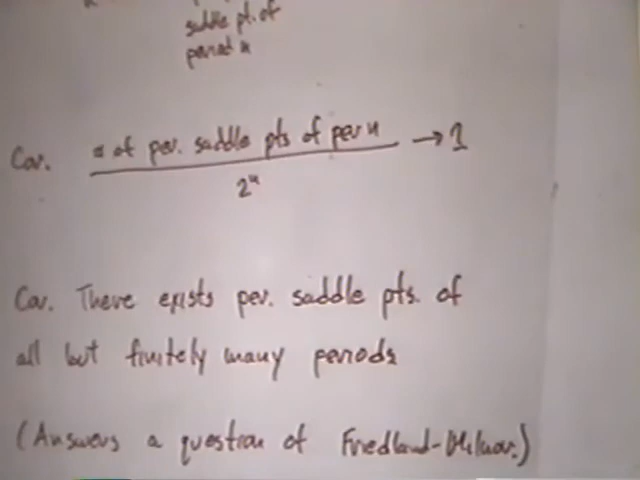 saddle pt. of
period n
Cor. # of per. saddle pts of per n → 1
2ⁿ
Cor. There exists per. saddle pts. of
all but finitely many periods
(Answers a question of Friedland-Milnor.)